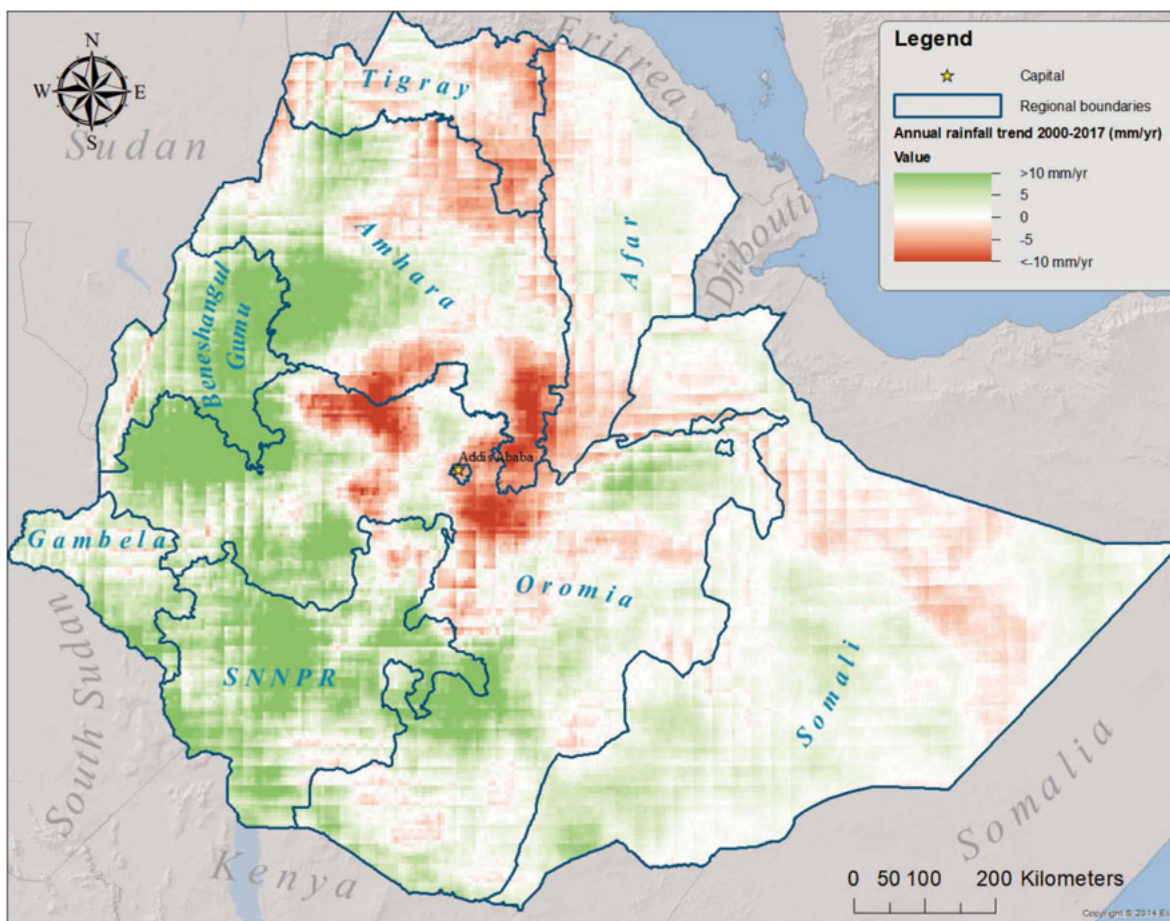 N
W E
S
Legend
Capital
Regional boundaries
Annual rainfall trend 2000-2017 (mm/yr)
Value
>10 mm/yr
5
0
-5
<-10 mm/yr
Eritrea
Tigray
Sudan
Afar
Djibouti
Amhara
Beneshangul
Gumu
Addis Ababa
Gambela
Oromia
SNNPR
Somali
South Sudan
Kenya
Somalia
0 50 100 200 Kilometers
Copyright © 2014